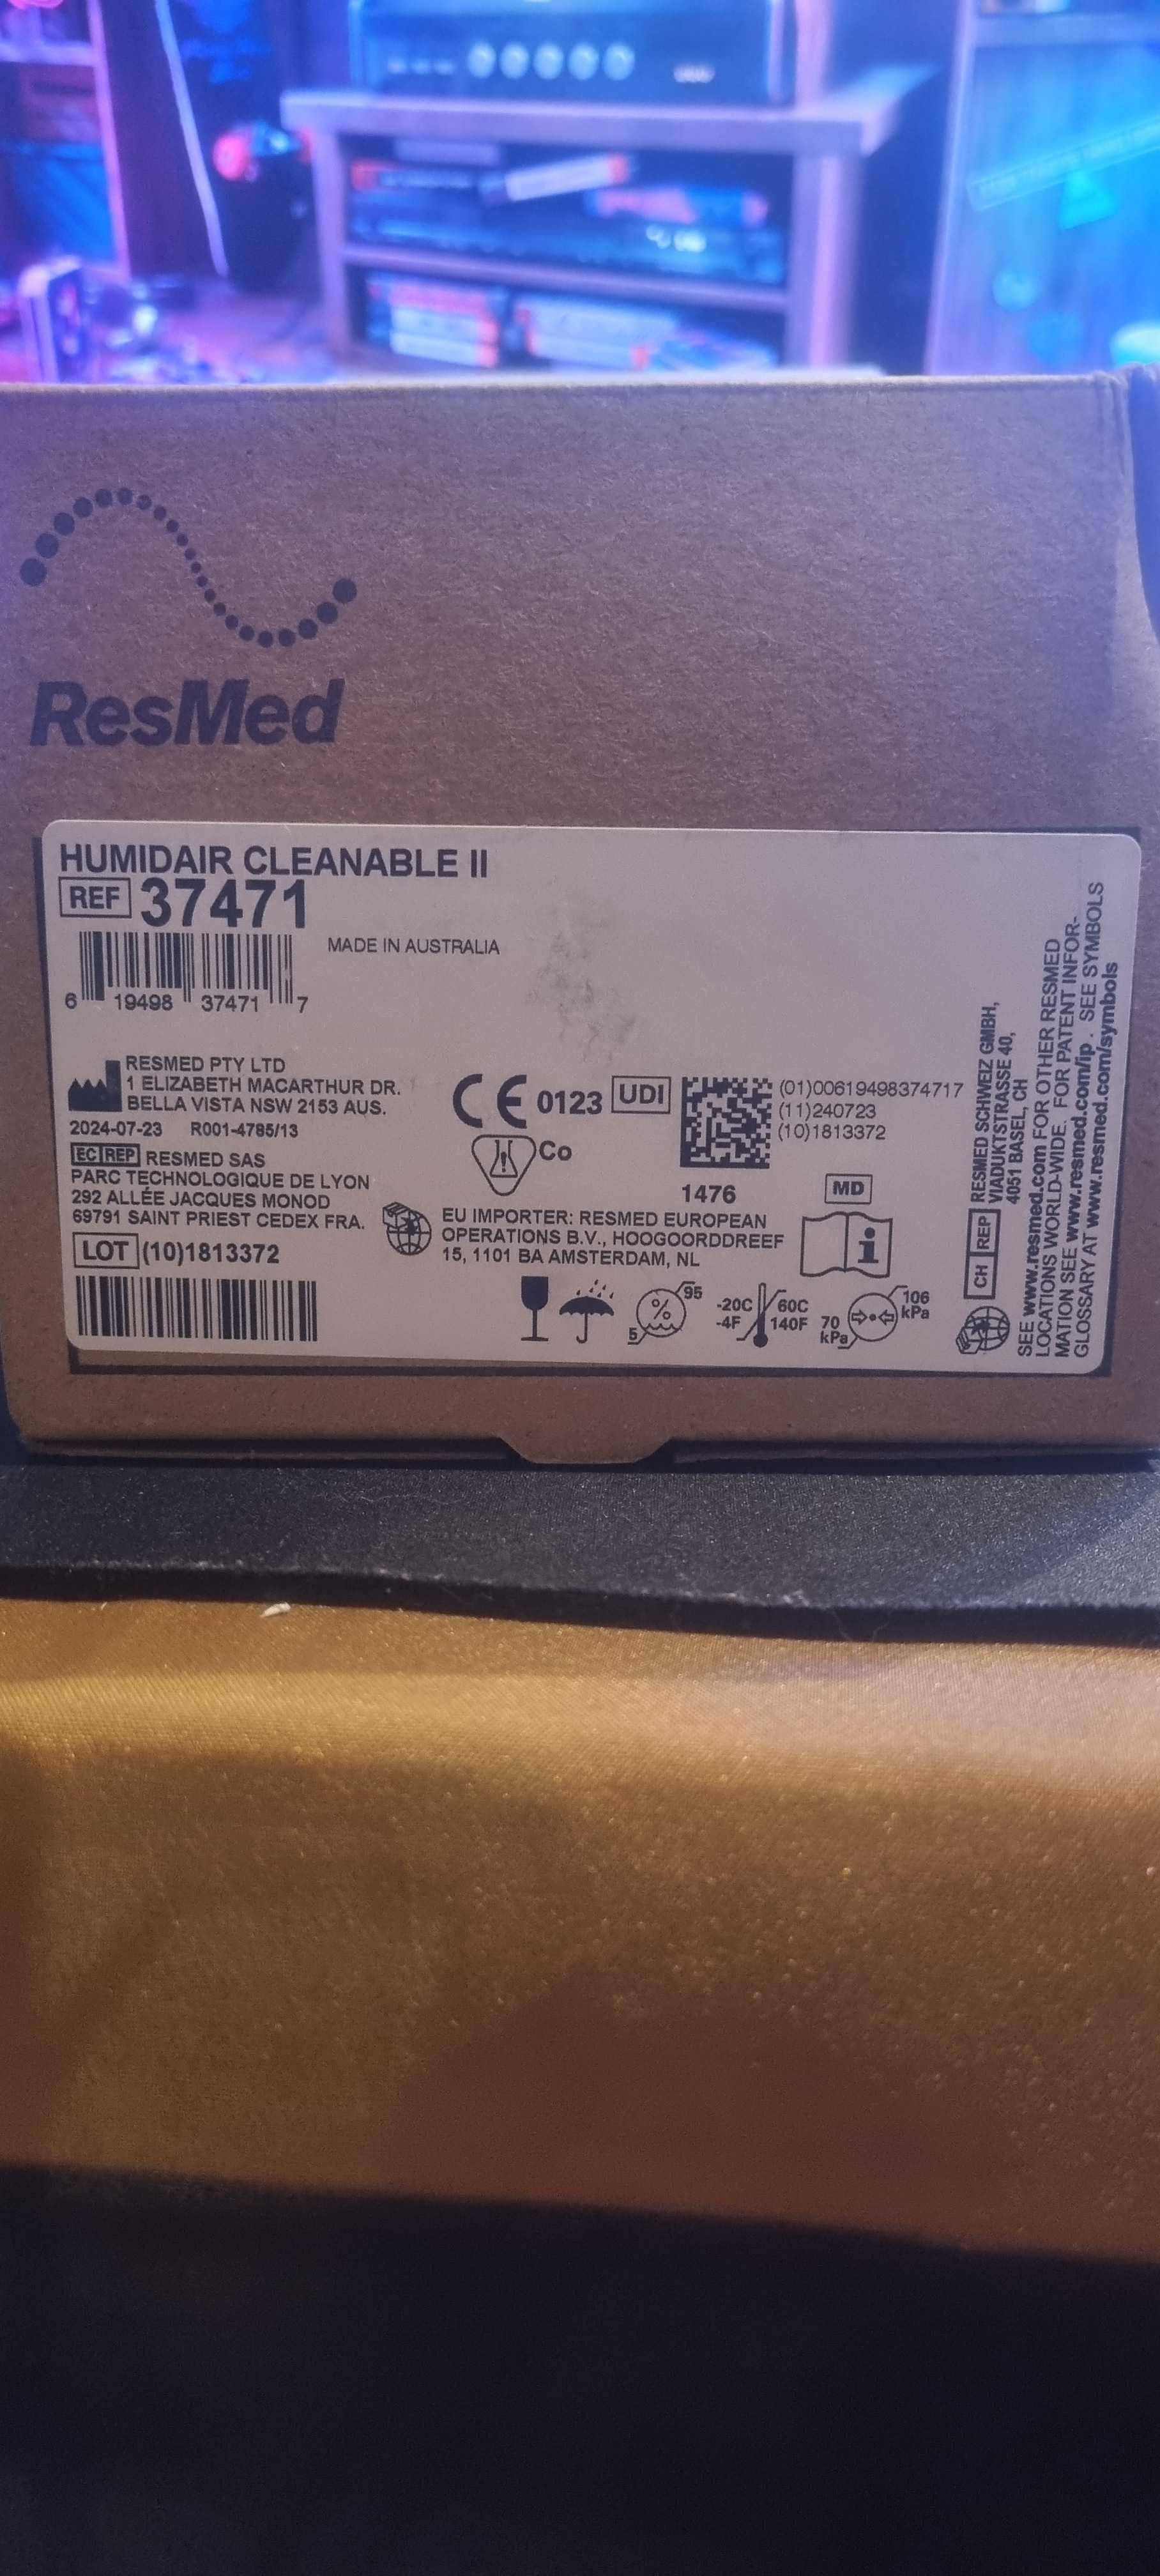 ResMed
HUMIDAIR CLEANABLE II
REF 37471
MADE IN AUSTRALIA
6 19498 37471 7
RESMED PTY LTD
1 ELIZABETH MACARTHUR DR.
BELLA VISTA NSW 2153 AUS.
2024-07-23 R001-4785/13
EC REP RESMED SAS
PARC TECHNOLOGIQUE DE LYON
292 ALLÉE JACQUES MONOD
69791 SAINT PRIEST CEDEX FRA.
LOT (10)1813372
CE 0123 UDI
(01)00619498374717
(11)240723
(10)1813372
Co
1476
MD
EU IMPORTER: RESMED EUROPEAN
OPERATIONS B.V., HOOGOORDDREEF
15, 1101 BA AMSTERDAM, NL
5 % 95
-20C 60C
-4F 140F
70 kPa 106 kPa
CH REP RESMED SCHWEIZ GMBH,
VIADUKTSTRASSE 40,
4051 BASEL, CH
SEE www.resmed.com FOR OTHER RESMED
LOCATIONS WORLD-WIDE. FOR PATENT INFOR-
MATION SEE www.resmed.com/ip . SEE SYMBOLS
GLOSSARY AT www.resmed.com/symbols